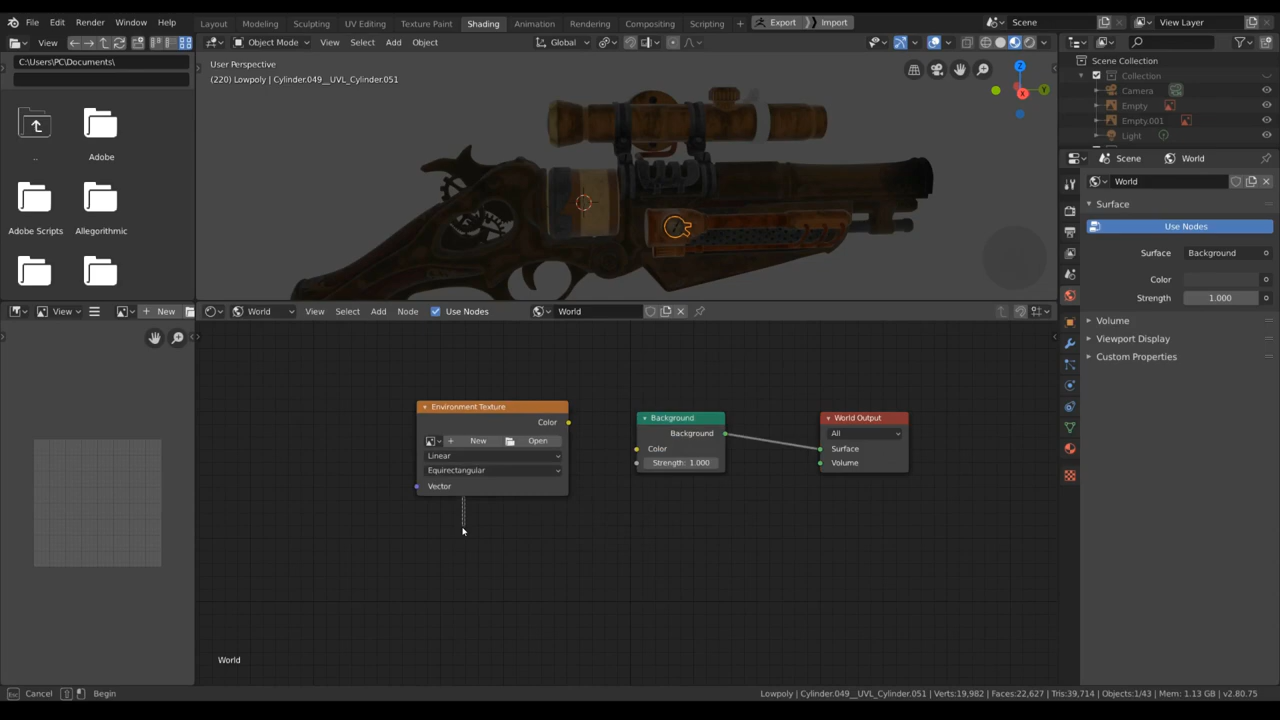 File Edit Render Window Help Layout Modeling Sculpting UV Editing Texture Paint Shading Animation Rendering Compositing Scripting + Export Import Scene View Layer
View Object Mode View Select Add Object Global
C:\Users\PC\Documents\
..
Adobe
Adobe Scripts
Allegorithmic
User Perspective
(220) Lowpoly | Cylinder.049__UVL_Cylinder.051
Z
X
Y
Scene Collection
Collection
Camera
Empty
Empty.001
Light
Scene World
World
Surface
Use Nodes
Surface Background
Color
Strength 1.000
Volume
Viewport Display
Custom Properties
View New World View Select Add Node Use Nodes World
Environment Texture
Color
New Open
Linear
Equirectangular
Vector
Background
Background
Color
Strength: 1.000
World Output
All
Surface
Volume
World
Esc Cancel Begin Lowpoly | Cylinder.049__UVL_Cylinder.051 | Verts:19,982 | Faces:22,627 | Tris:39,714 | Objects:1/43 | Mem: 1.13 GB | v2.80.75